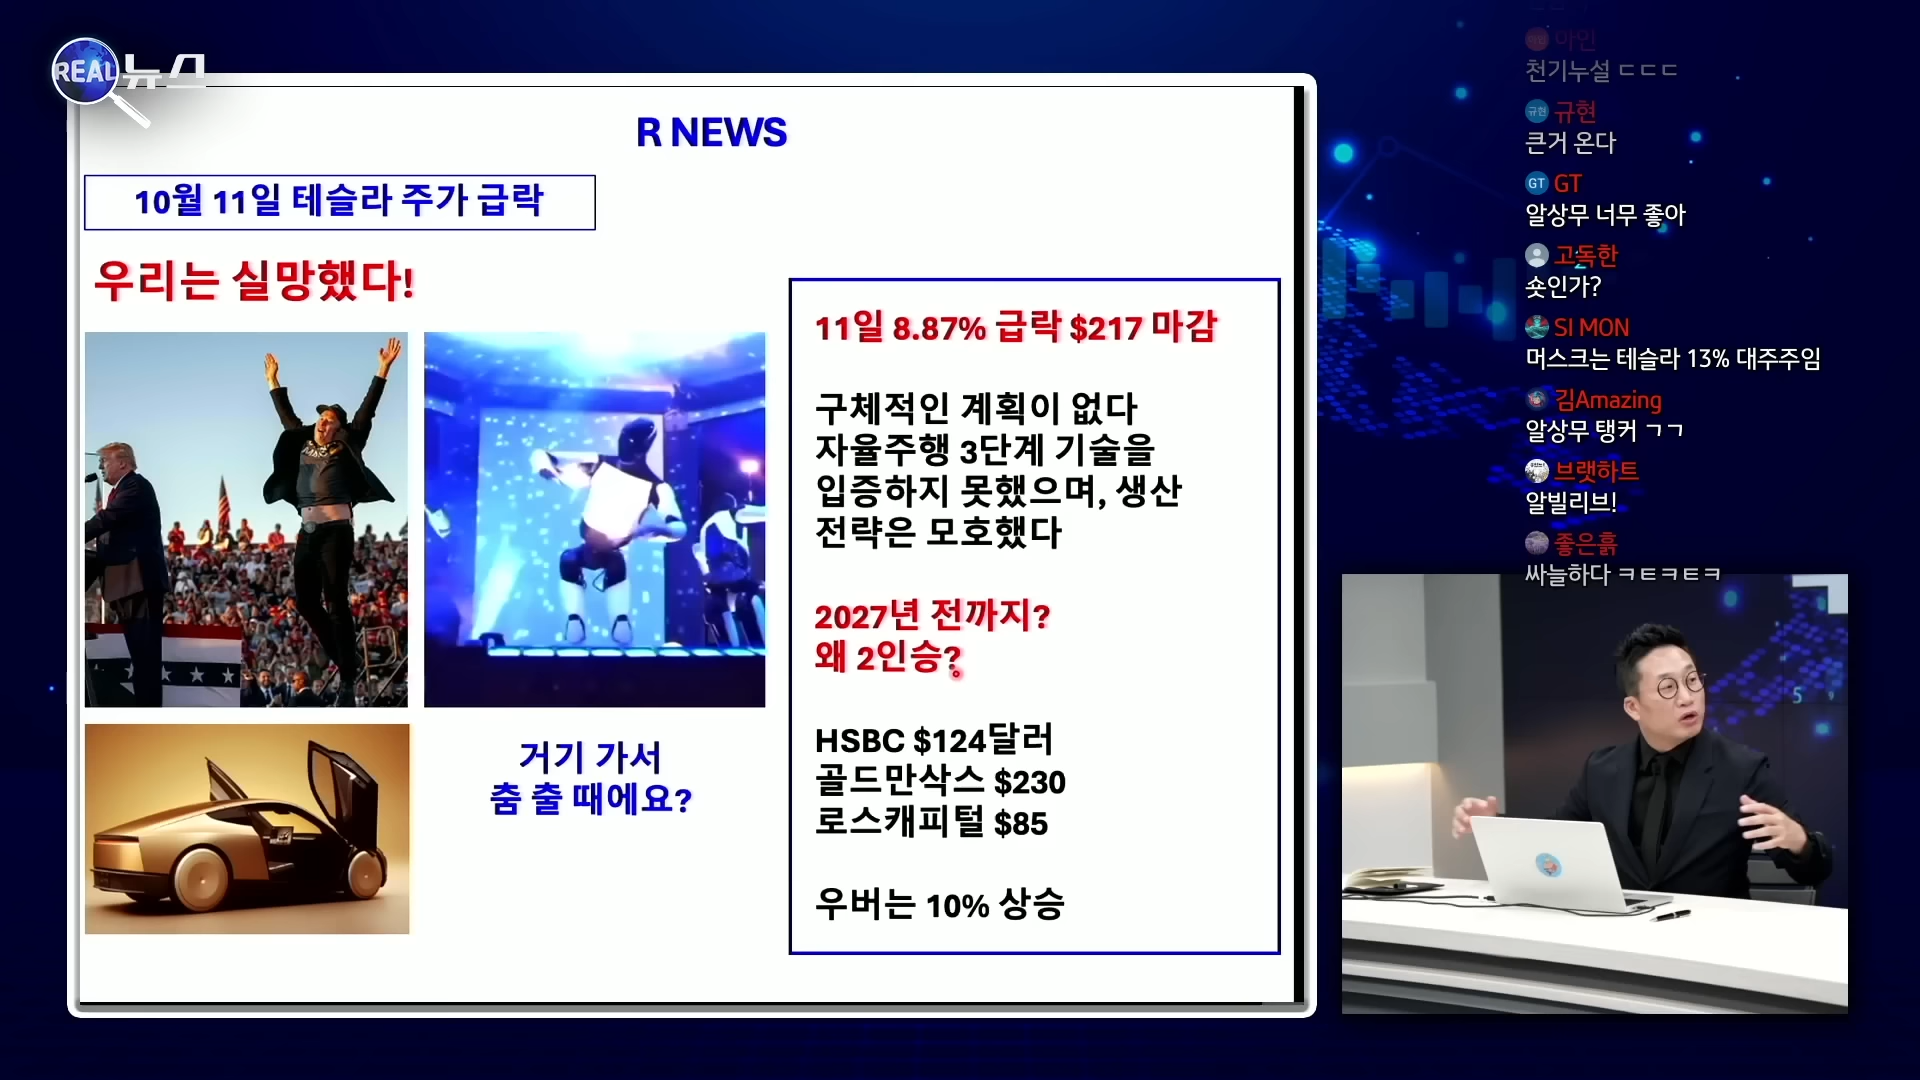 REAL뉴스
R NEWS
10월 11일 테슬라 주가 급락
우리는 실망했다!
거기 가서
춤 출 때에요?
11일 8.87% 급락 $217 마감
구체적인 계획이 없다
자율주행 3단계 기술을
입증하지 못했으며, 생산
전략은 모호했다
2027년 전까지?
왜 2인승?
HSBC $124달러
골드만삭스 $230
로스캐피털 $85
우버는 10% 상승
아인
천기누설 ㄷㄷㄷ
규현 규현
큰거 온다
GT GT
알상무 너무 좋아
고독한
숏인가?
SI MON
머스크는 테슬라 13% 대주주임
김Amazing
알상무 탱커 ㄱㄱ
브랫하트
알빌리브!
좋은흙
싸늘하다 ㅋㅌㅋㅌㅋ
5 9